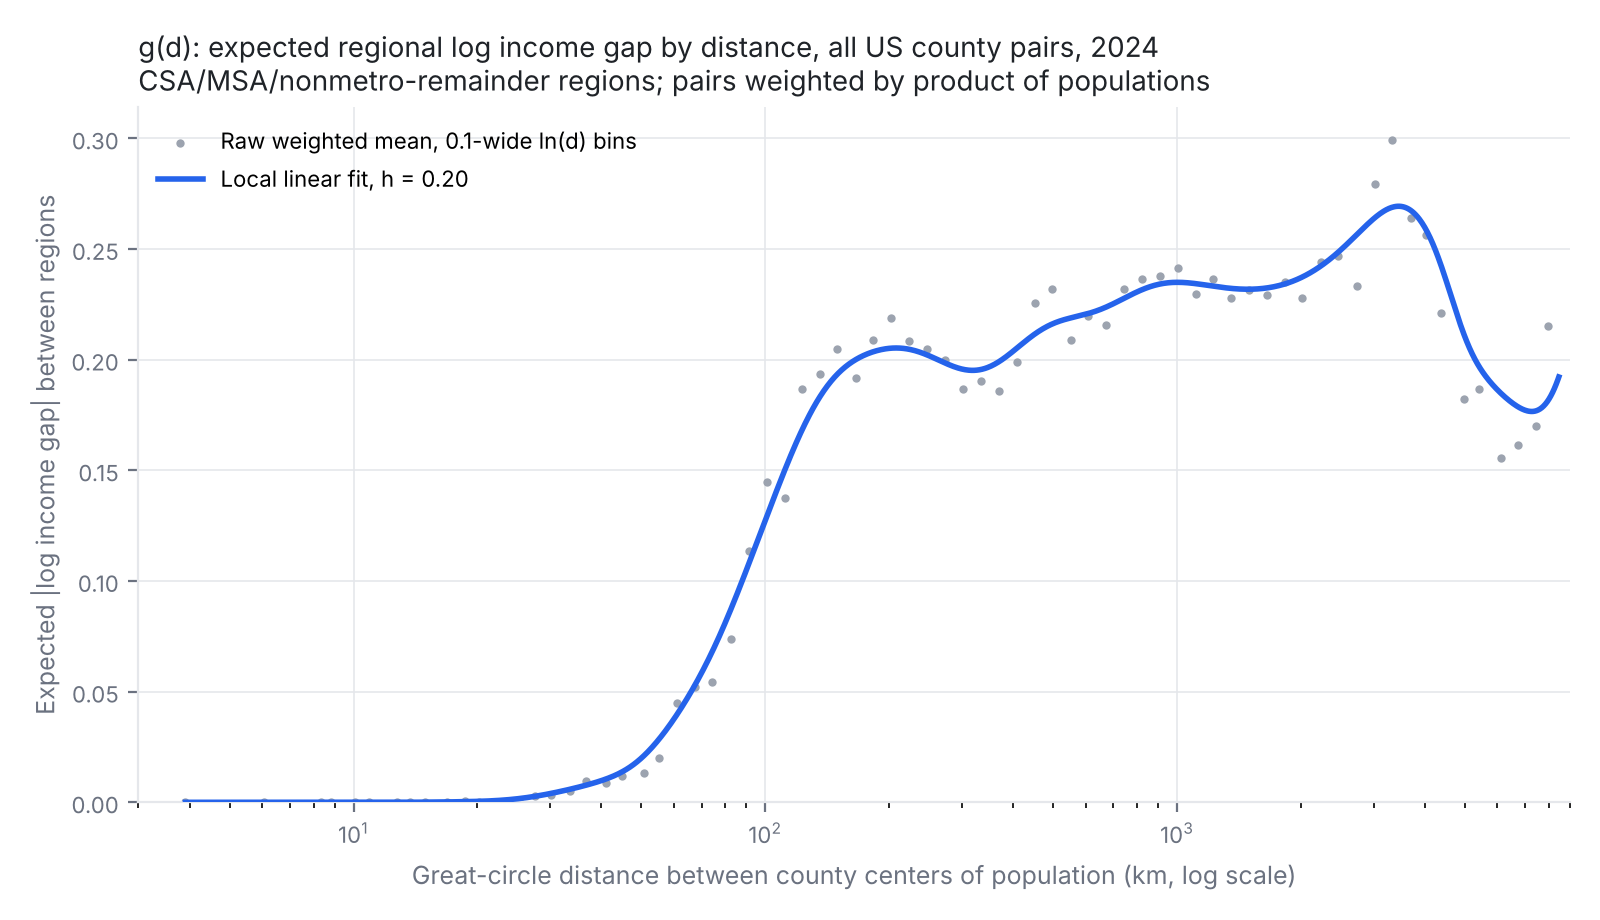 g(d): expected regional log income gap by distance, all US county pairs, 2024
CSA/MSA/nonmetro-remainder regions; pairs weighted by product of populations
Raw weighted mean, 0.1-wide ln(d) bins
Local linear fit, h = 0.20
Expected |log income gap| between regions
0.30
0.25
0.20
0.15
0.10
0.05
0.00
10¹
10²
10³
Great-circle distance between county centers of population (km, log scale)